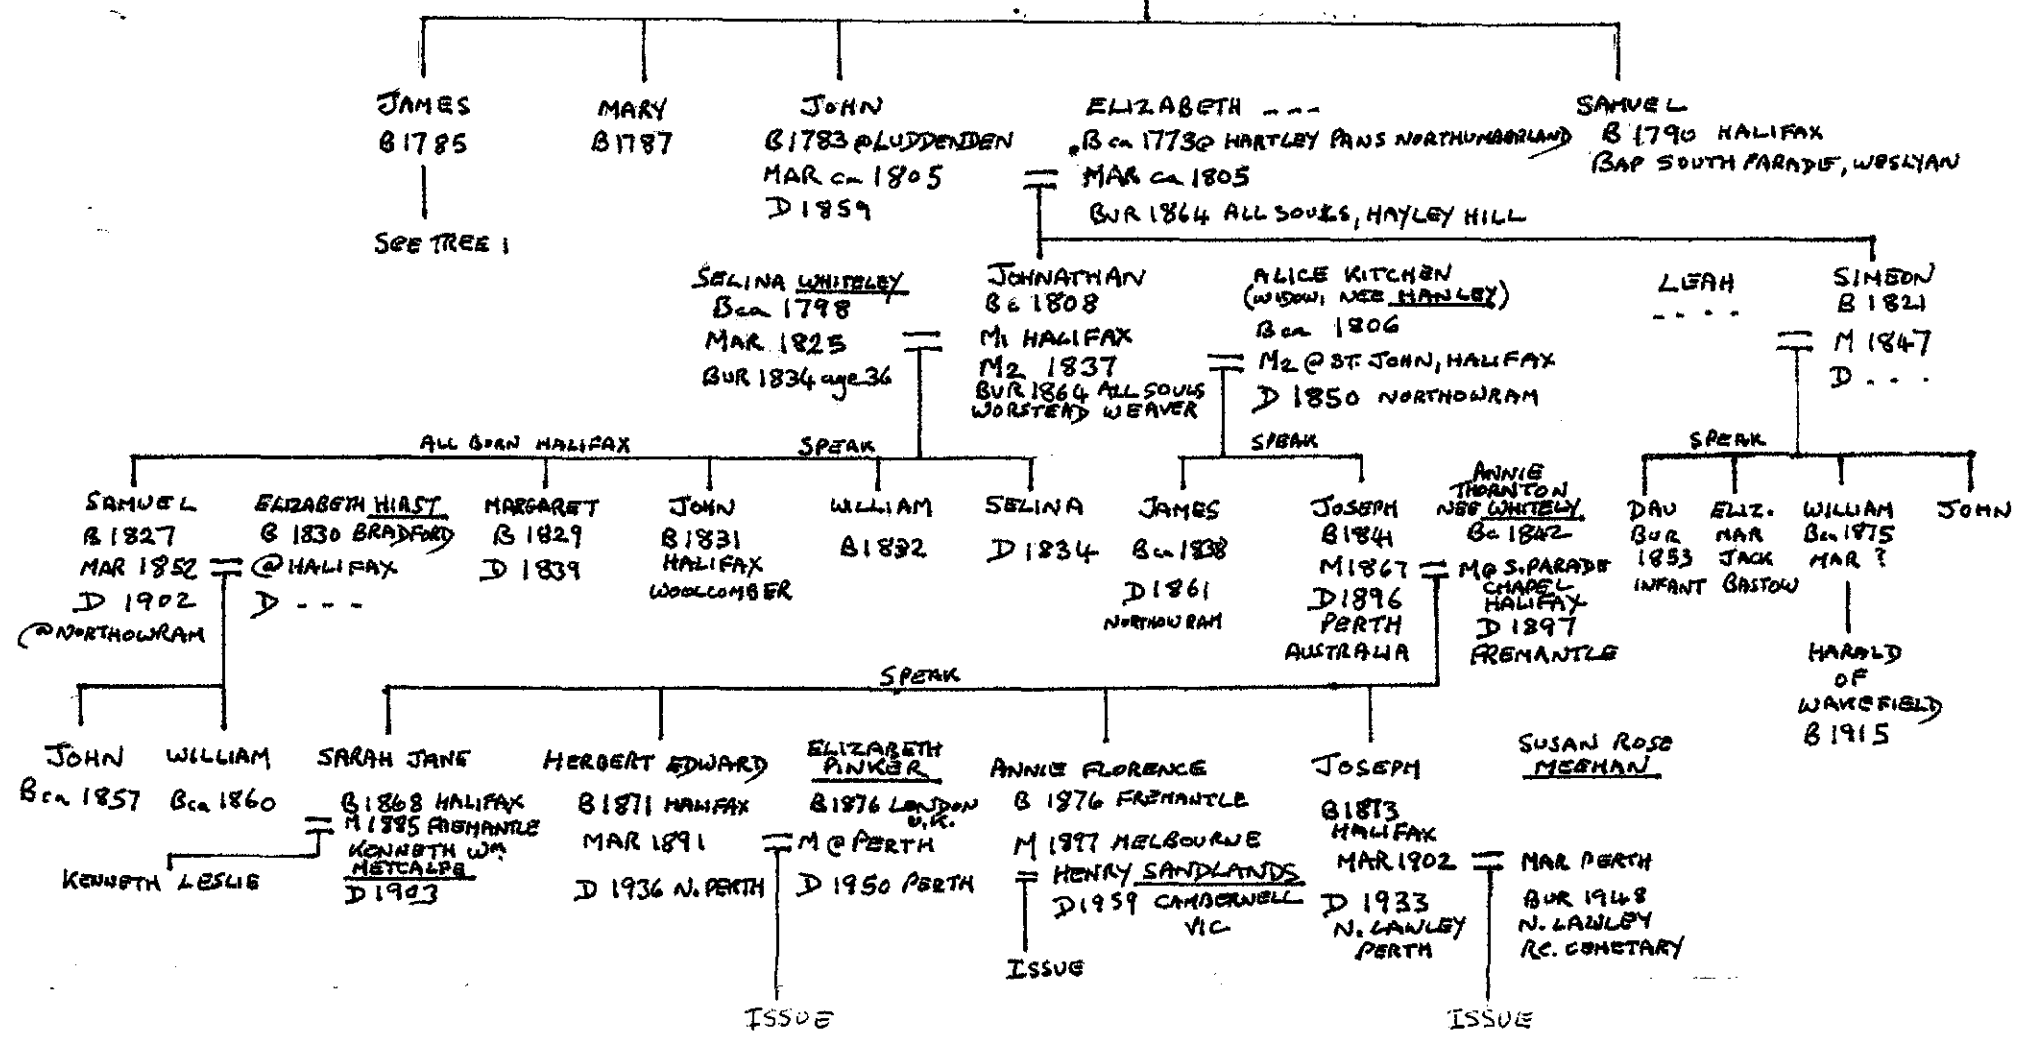 JAMES
B 1785
SEE TREE 1
MARY
B 1787
JOHN
B 1783 @ LUDDENDEN
MAR ca 1805
D 1859
ELIZABETH ---
B ca 1773 @ HARTLEY PANS NORTHUMBERLAND
MAR ca 1805
BUR 1864 ALL SOULS, HAYLEY HILL
SAMUEL
B 1790 HALIFAX
BAP SOUTH PARADE, WESLYAN
SELINA WHITELEY
B ca 1798
MAR 1825
BUR 1834 age 36
JOHNATHAN
B c 1808
M1 HALIFAX
M2 1837
BUR 1864 ALL SOULS
WORSTEAD WEAVER
ALICE KITCHEN
(WIDOW, NEE HANLEY)
B ca 1806
M2 @ ST. JOHN, HALIFAX
D 1850 NORTHOWRAM
LEAH
----
SIMEON
B 1821
M 1847
D ---
ALL BORN HALIFAX
SPEAK
SPEAK
SPEAK
SAMUEL
B 1827
MAR 1852
D 1902
@ NORTHOWRAM
ELIZABETH HIRST
B 1830 BRADFORD
@ HALIFAX
D ---
MARGARET
B 1829
D 1839
JOHN
B 1831
HALIFAX
WOOLCOMBER
WILLIAM
B 1832
SELINA
D 1834
JAMES
B ca 1838
D 1861
NORTHOWRAM
JOSEPH
B 1841
M 1867
D 1896
PERTH
AUSTRALIA
ANNIE
THORNTON
NEE WHITELY
B c 1842
M @ S. PARADE
CHAPEL
HALIFAX
D 1897
FREMANTLE
DAU
BUR
1853
INFANT
ELIZ.
MAR
JACK
BASTOW
WILLIAM
B ca 1875
MAR ?
HARALD
OF
WAKEFIELD
B 1915
JOHN
SPEAK
JOHN
B ca 1857
WILLIAM
B ca 1860
SARAH JANE
B 1868 HALIFAX
M 1885 FREMANTLE
KENNETH WM
METCALFE
D 1903
KENNETH LESLIE
HERBERT EDWARD
B 1871 HALIFAX
MAR 1891
D 1936 N. PERTH
ELIZABETH
PINKER
B 1876 LONDON
U.K.
M @ PERTH
D 1950 PERTH
ISSUE
ANNIE FLORENCE
B 1876 FREMANTLE
M 1897 MELBOURNE
HENRY SANDLANDS
D 1959 CAMBERWELL
VIC
ISSUE
JOSEPH
B 1873
HALIFAX
MAR 1902
D 1933
N. LAWLEY
PERTH
SUSAN ROSE
MEEHAN
MAR PERTH
BUR 1948
N. LAWLEY
RC. CEMETARY
ISSUE